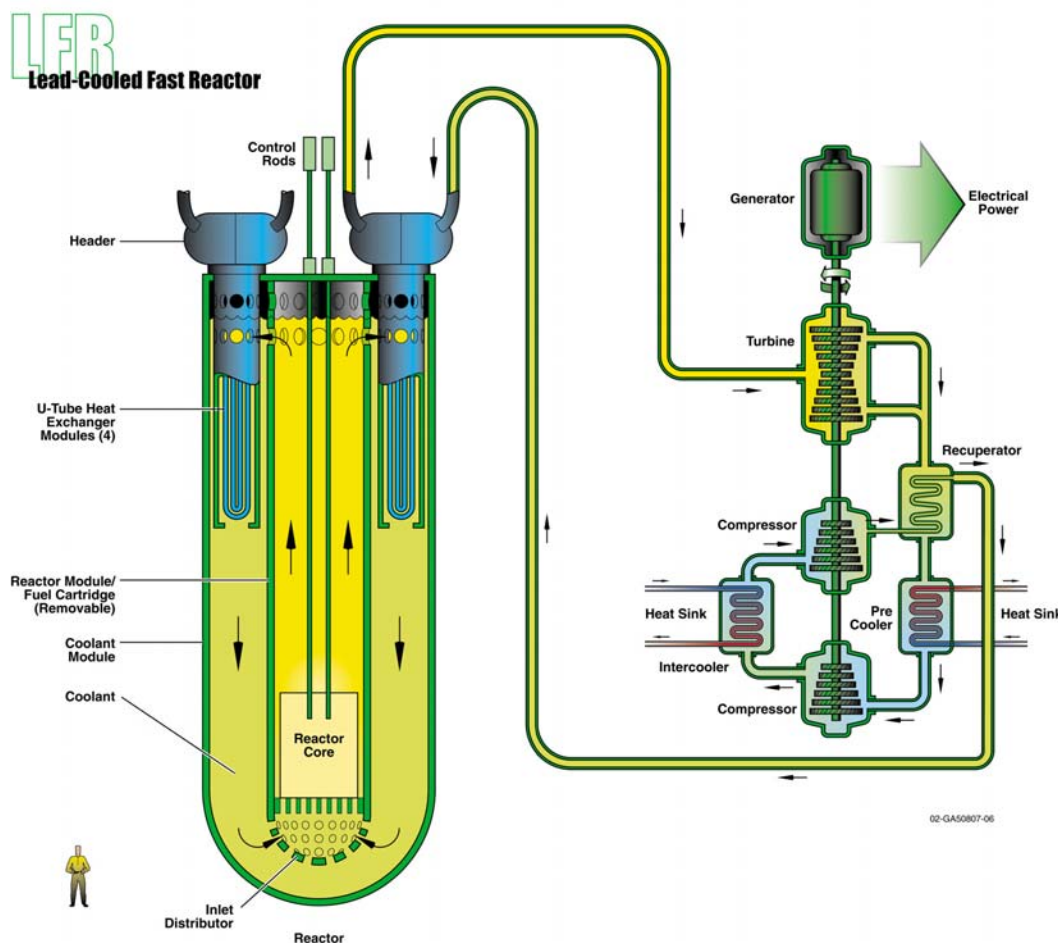 LFR
Lead-Cooled Fast Reactor
Control
Rods
Header
U-Tube Heat
Exchanger
Modules (4)
Reactor Module/
Fuel Cartridge
(Removable)
Coolant
Module
Coolant
Reactor
Core
Inlet
Distributor
Reactor
Generator
Electrical
Power
Turbine
Recuperator
Compressor
Heat Sink
Pre
Cooler
Heat Sink
Intercooler
Compressor
02-GA50807-06